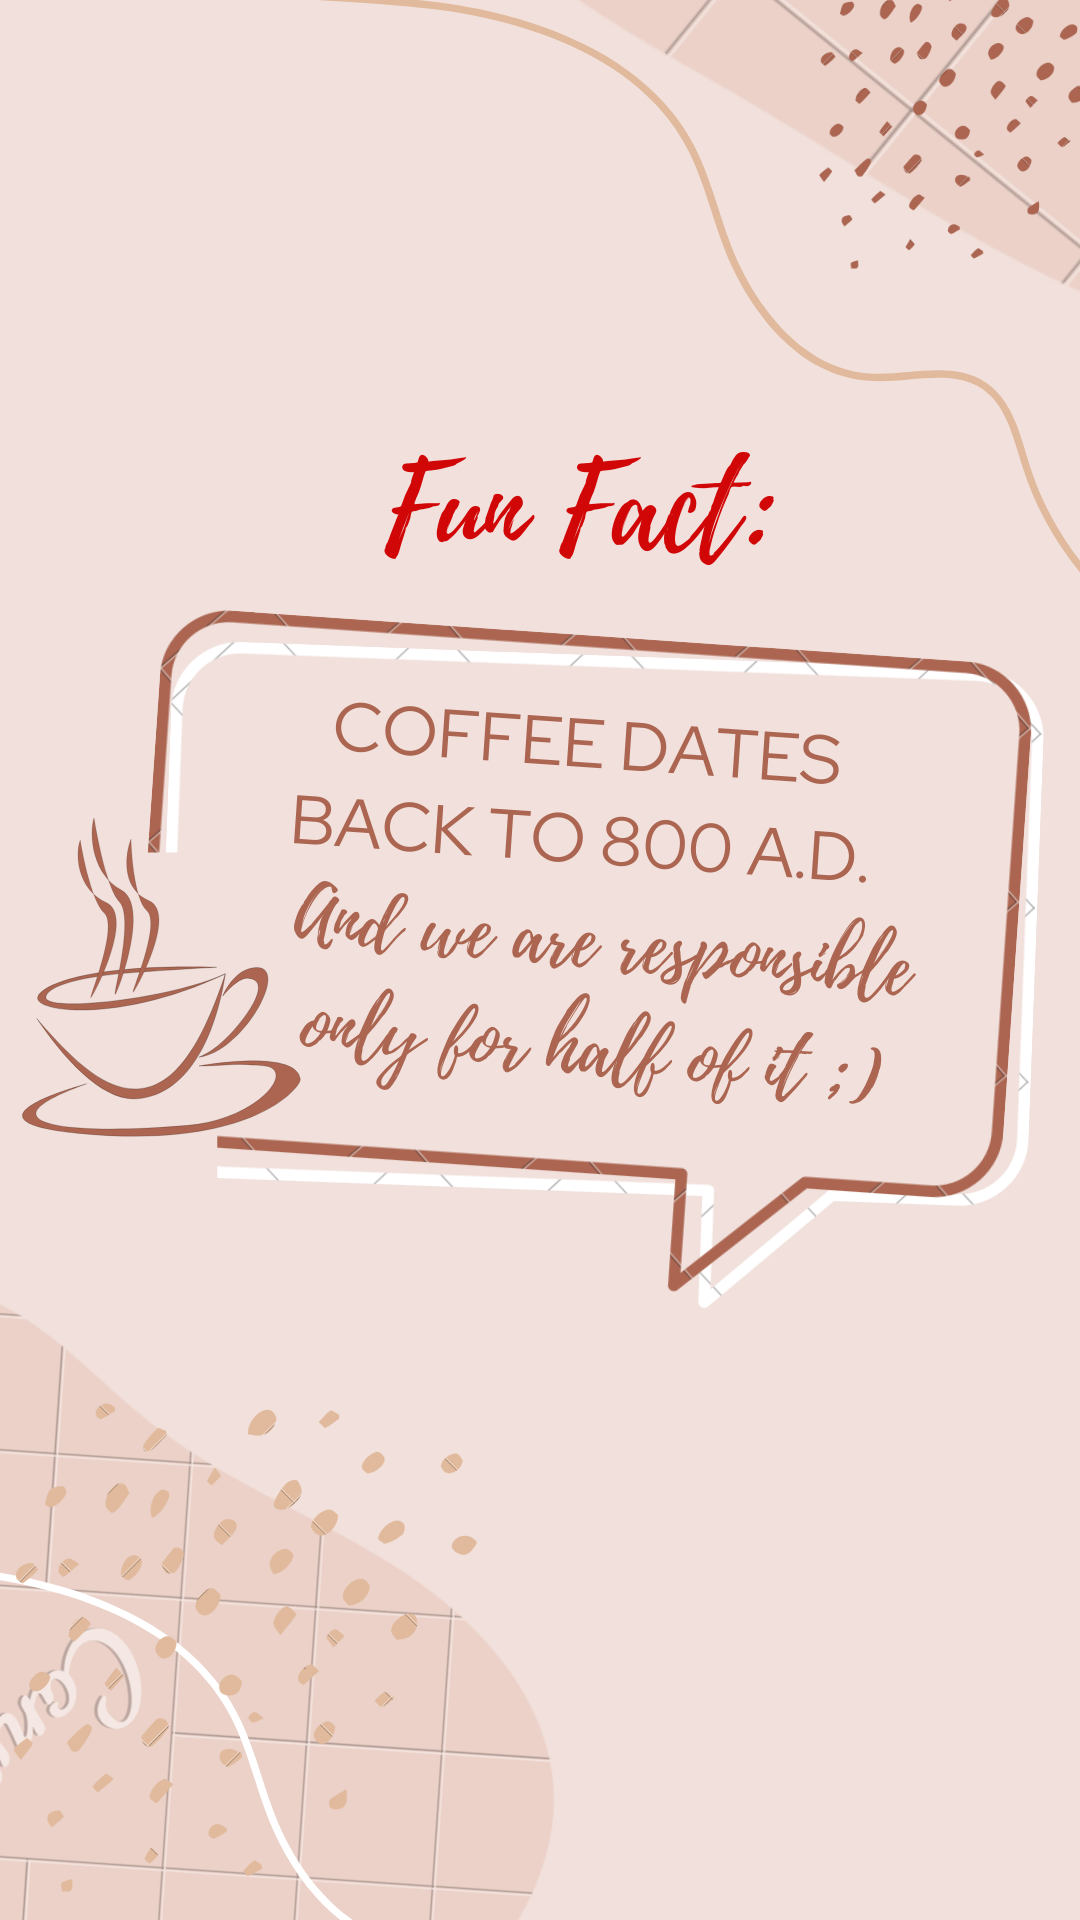 Fun Fact:
COFFEE DATES
BACK TO 800 A.D.
And we are responsible
only for half of it ;)